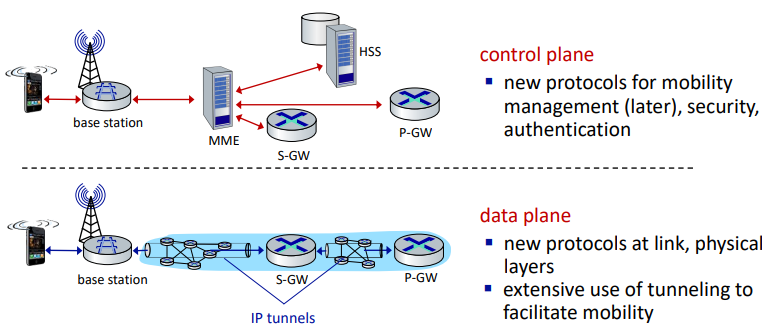 HSS
control plane
new protocols for mobility
management (later), security,
authentication
base station
MME
S-GW
P-GW
data plane
new protocols at link, physical
layers
extensive use of tunneling to
facilitate mobility
base station
S-GW
P-GW
IP tunnels